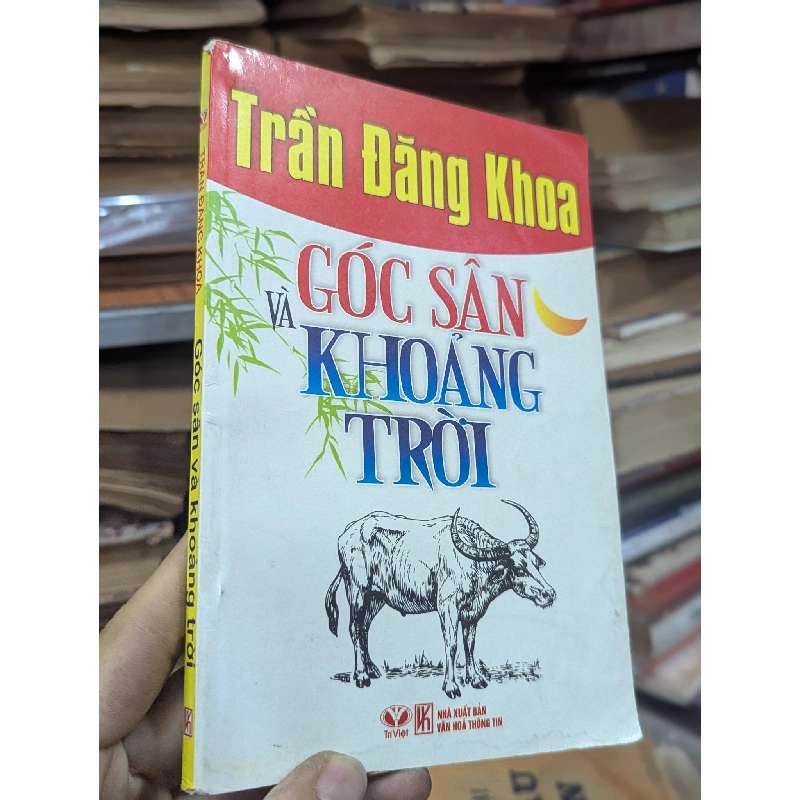 Trần Đăng Khoa
GÓC SÂN
VÀ
KHOẢNG
TRỜI
Trí Việt
NHÀ XUẤT BẢN
VĂN HOÁ THÔNG TIN
TRẦN ĐĂNG KHOA Góc sân và khoảng trời